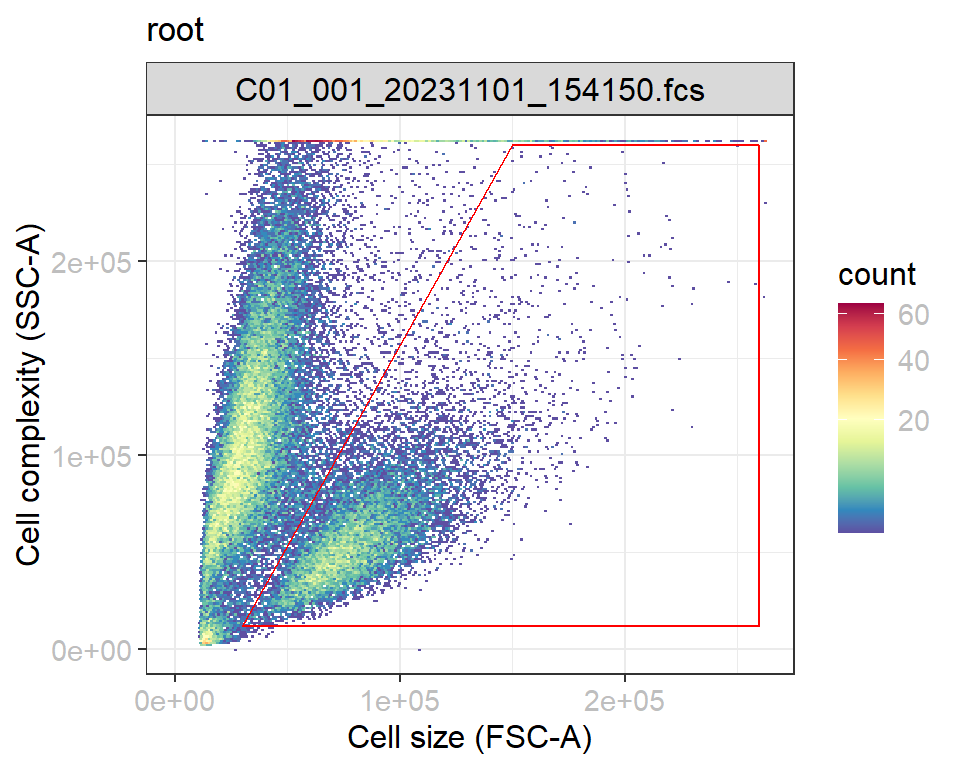 root
C01_001_20231101_154150.fcs
Cell complexity (SSC-A)
2e+05
1e+05
0e+00
0e+00 1e+05 2e+05
Cell size (FSC-A)
count
60
40
20